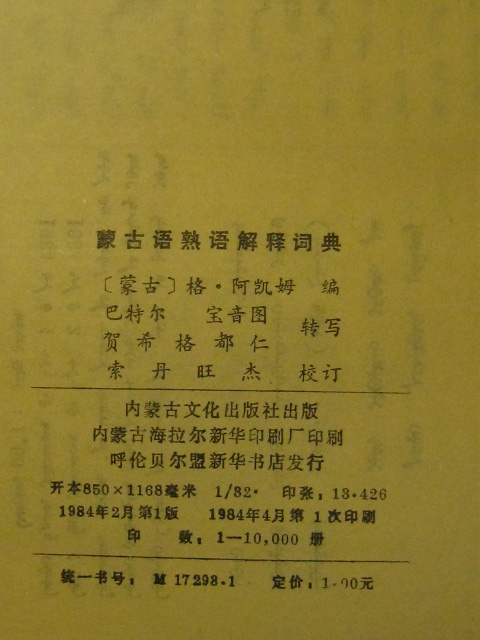 蒙古语熟语解释词典
〔蒙古〕格·阿凯姆 编
巴特尔 宝音图
转写
贺希格都仁
索丹旺杰 校订
内蒙古文化出版社出版
内蒙古海拉尔新华印刷厂印刷
呼伦贝尔盟新华书店发行
开本850×1168毫米 1/32· 印张：13·426
1984年2月第1版 1984年4月第1次印刷
印 数：1—10,000 册
统一书号：M 17298·1 定价：1·90元